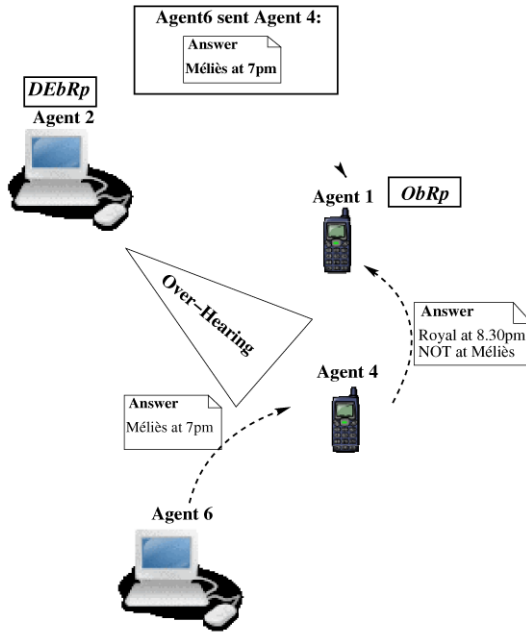 Agent6 sent Agent 4:
Answer
Méliès at 7pm
DEbRp
Agent 2
Agent 1
ObRp
Over-Hearing
Answer
Royal at 8.30pm
NOT at Méliès
Agent 4
Answer
Méliès at 7pm
Agent 6